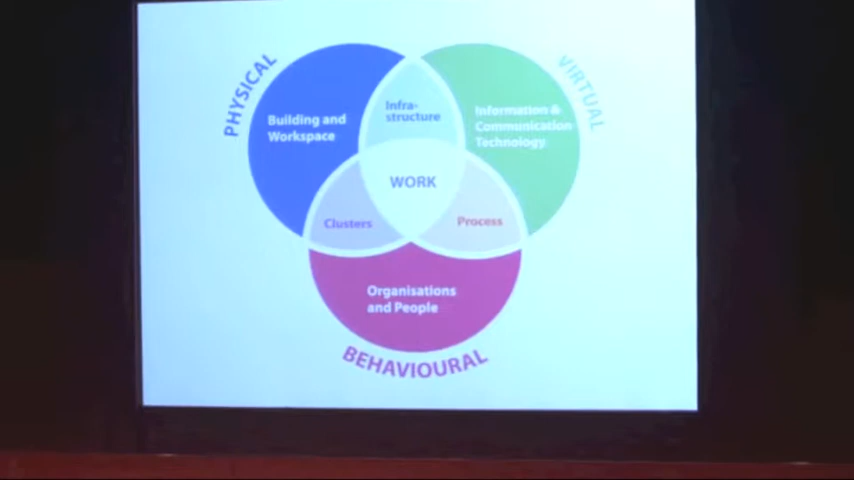 PHYSICAL
VIRTUAL
Building and
Workspace
Infra-
structure
Information &
Communication
Technology
WORK
Clusters
Process
Organisations
and People
BEHAVIOURAL